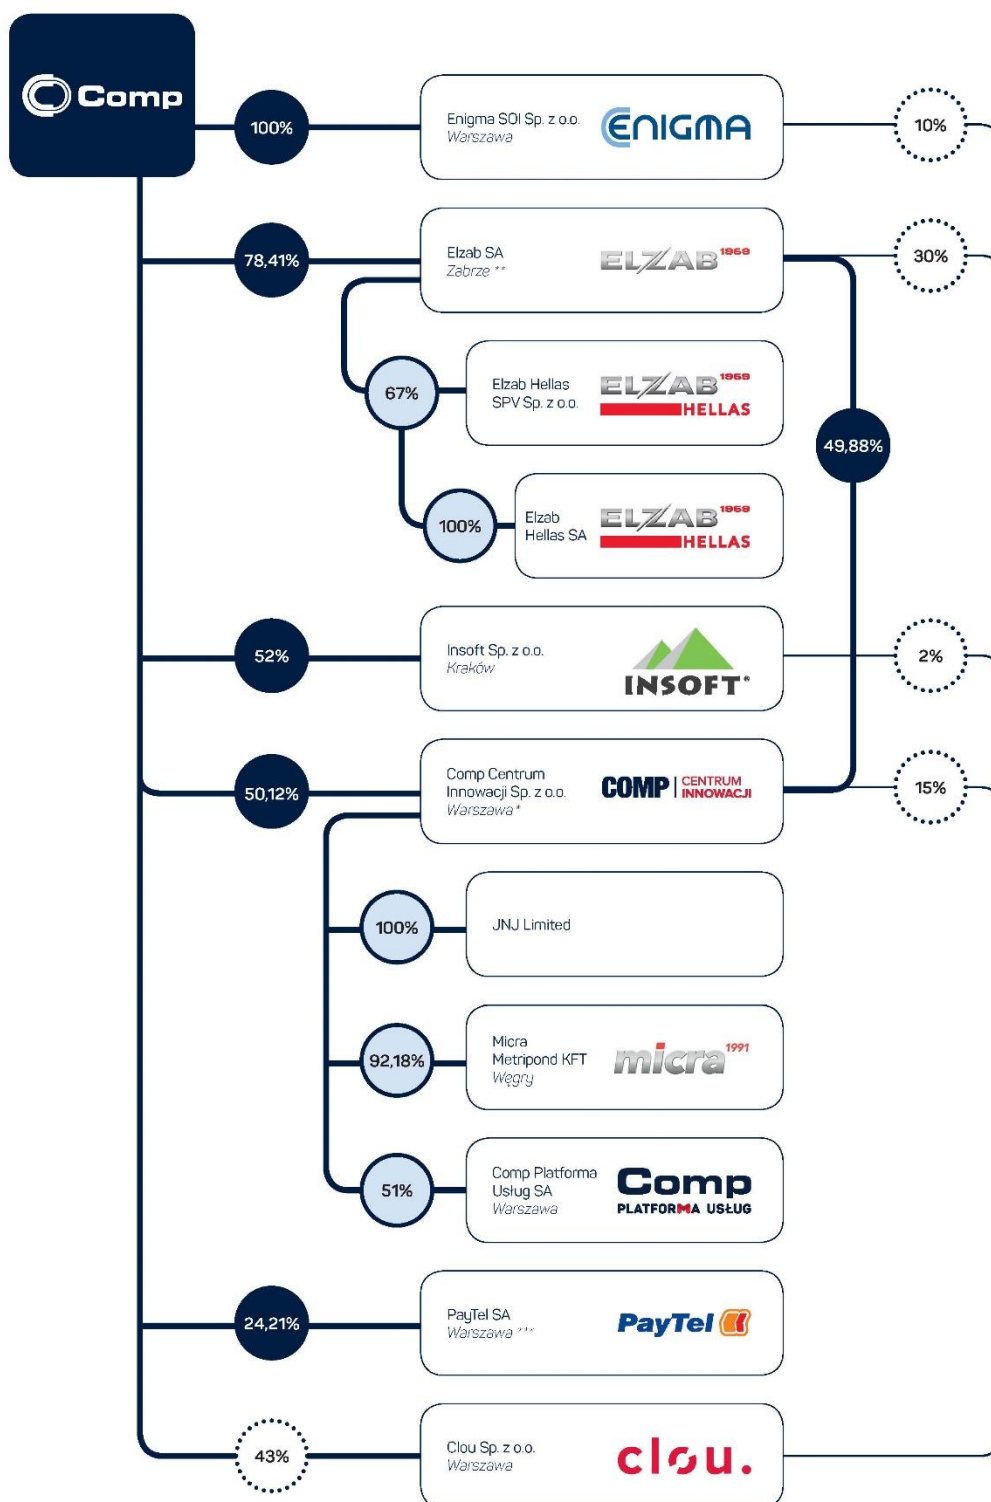 Comp
100%
Enigma SOI Sp. z o.o.
Warszawa
ENIGMA
10%
78,41%
Elzab SA
Zabrze **
ELZAB 1969
30%
67%
Elzab Hellas
SPV Sp. z o.o.
ELZAB 1969
HELLAS
49,88%
100%
Elzab
Hellas SA
ELZAB 1969
HELLAS
52%
Insoft Sp. z o.o.
Kraków
INSOFT®
2%
50,12%
Comp Centrum
Innowacji Sp. z o.o.
Warszawa*
COMP CENTRUM
INNOWACJI
15%
100%
JNJ Limited
92,18%
Micra
Metripond KFT
Węgry
micra 1991
51%
Comp Platforma
Usług SA
Warszawa
Comp
PLATFORMA USŁUG
24,21%
PayTel SA
Warszawa ***
PayTel
43%
Clou Sp. z o.o.
Warszawa
clou.